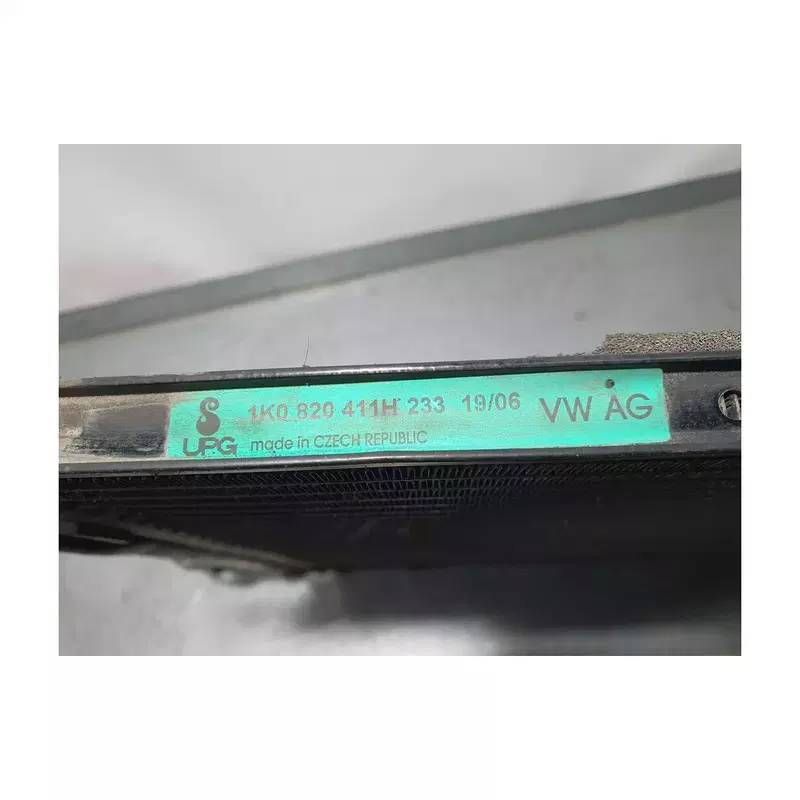 1K0 820 411H 233 19/06 VW AG
UPG made in CZECH REPUBLIC